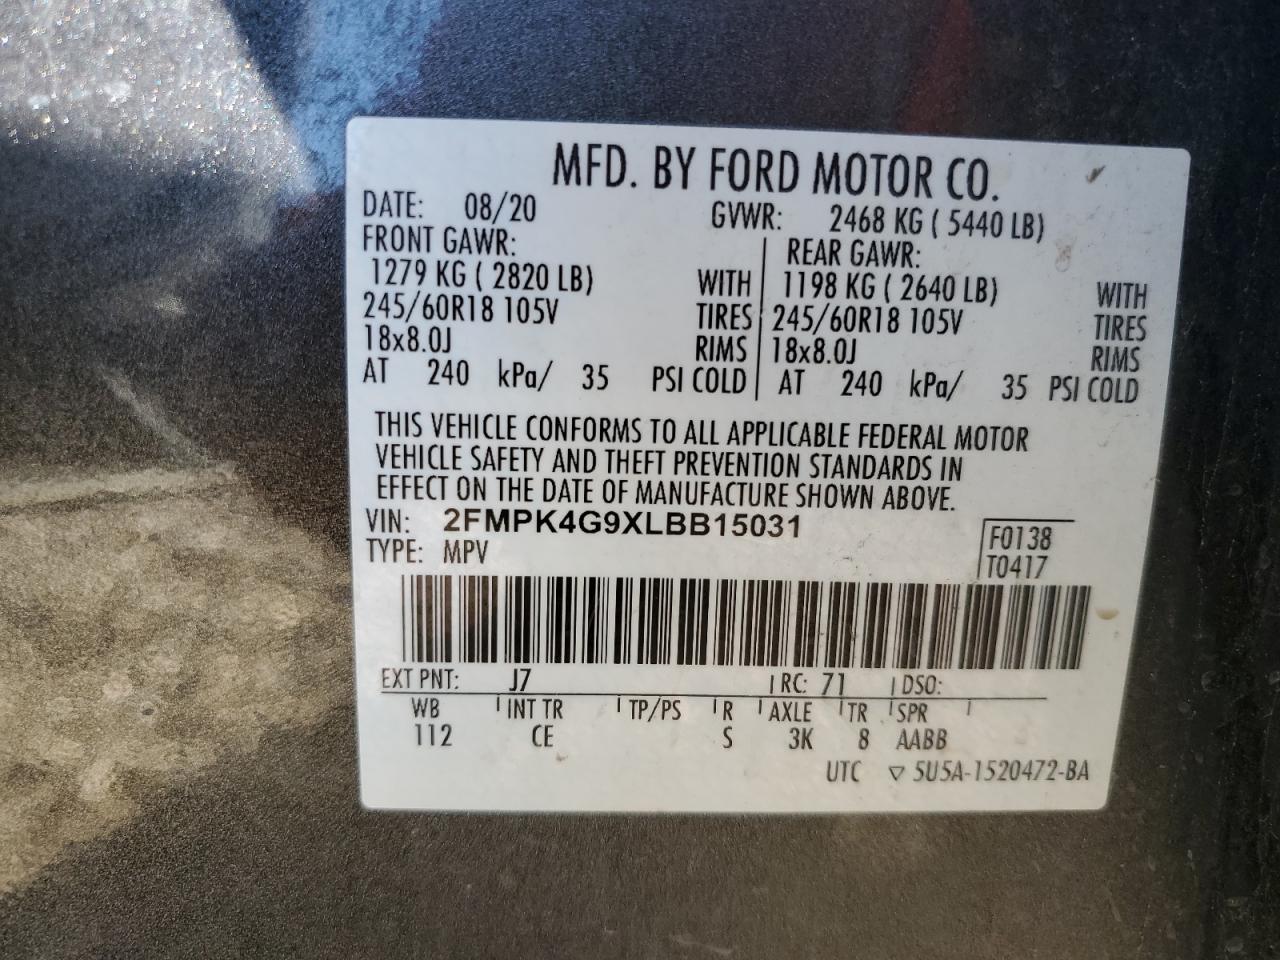 MFD. BY FORD MOTOR CO.
DATE: 08/20 GVWR: 2468 KG ( 5440 LB)
FRONT GAWR: REAR GAWR:
1279 KG ( 2820 LB) WITH 1198 KG ( 2640 LB) WITH
245/60R18 105V TIRES 245/60R18 105V TIRES
18x8.0J RIMS 18x8.0J RIMS
AT 240 kPa/ 35 PSI COLD AT 240 kPa/ 35 PSI COLD
THIS VEHICLE CONFORMS TO ALL APPLICABLE FEDERAL MOTOR
VEHICLE SAFETY AND THEFT PREVENTION STANDARDS IN
EFFECT ON THE DATE OF MANUFACTURE SHOWN ABOVE.
VIN: 2FMPK4G9XLBB15031
TYPE: MPV
F0138
T0417
EXT PNT: J7 RC: 71 DSO:
WB INT TR TP/PS R AXLE TR SPR
112 CE S 3K 8 AABB
UTC ▽ 5U5A-1520472-BA